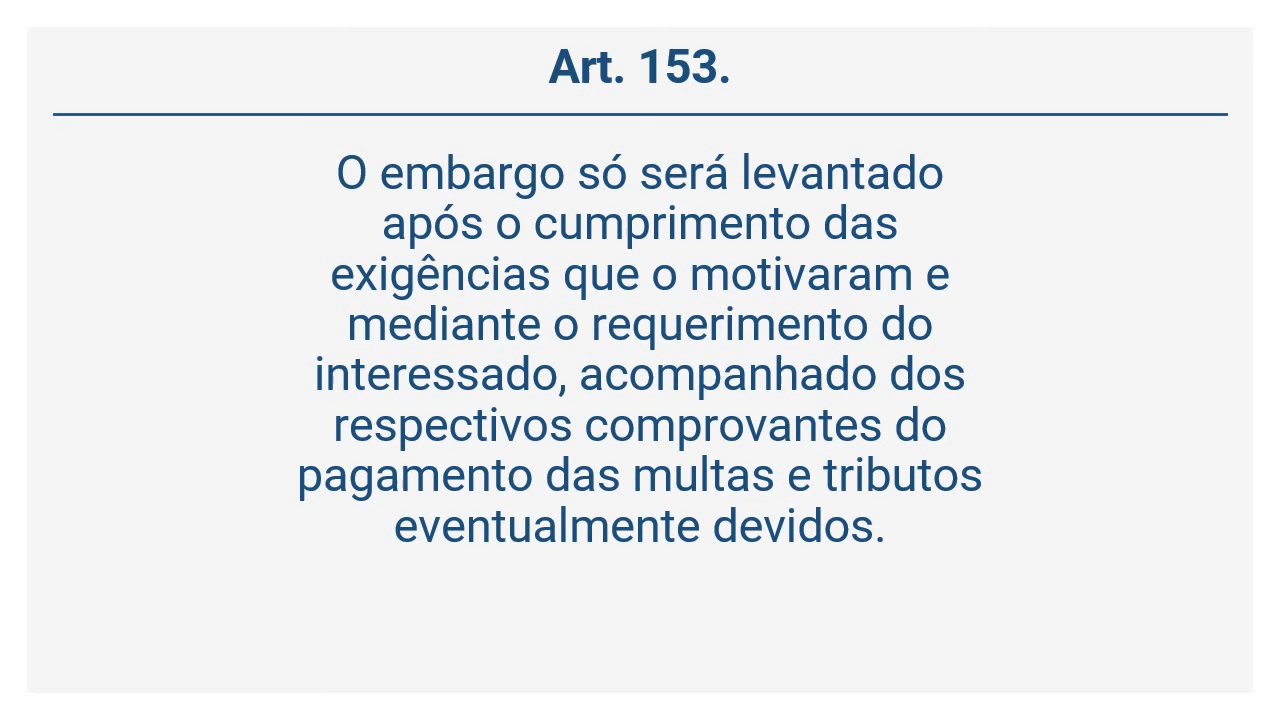 Art. 153.
O embargo só será levantado
após o cumprimento das
exigências que o motivaram e
mediante o requerimento do
interessado, acompanhado dos
respectivos comprovantes do
pagamento das multas e tributos
eventualmente devidos.